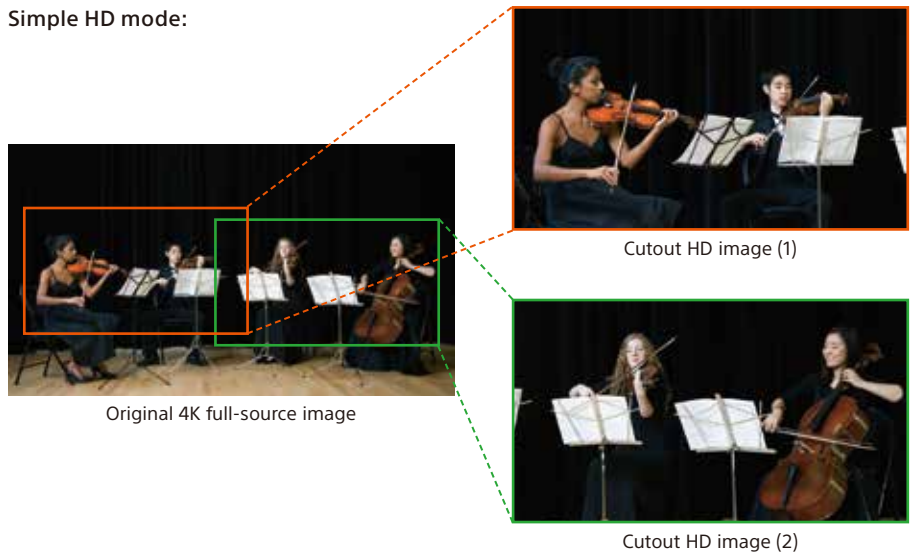 Simple HD mode:
Cutout HD image (1)
Original 4K full-source image
Cutout HD image (2)